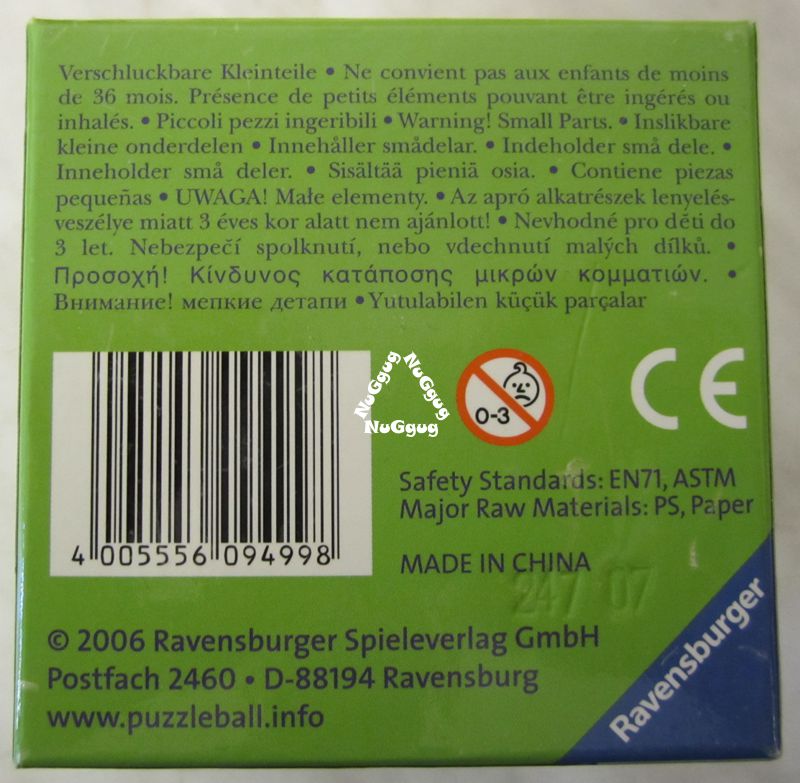 Verschluckbare Kleinteile • Ne convient pas aux enfants de moins
de 36 mois. Présence de petits éléments pouvant être ingérés ou
inhalés. • Piccoli pezzi ingeribili • Warning! Small Parts. • Inslikbare
kleine onderdelen • Innehåller smådelar. • Indeholder små dele. •
Inneholder små deler. • Sisältää pieniä osia. • Contiene piezas
pequeñas • UWAGA! Małe elementy. • Az apró alkatrészek lenyelés-
veszélye miatt 3 éves kor alatt nem ajánlott! • Nevhodné pro děti do
3 let. Nebezpečí spolknutí, nebo vdechnutí malých dílků. •
Προσοχή! Κίνδυνος κατάποσης μικρών κομματιών. •
Внимание! мепкие детапи • Yutulabilen küçük parçalar
NuGgug
NuGgug
NuGgug
0-3
CE
Safety Standards: EN71, ASTM
Major Raw Materials: PS, Paper
4 005556 094998
MADE IN CHINA
247 07
© 2006 Ravensburger Spieleverlag GmbH
Postfach 2460 • D-88194 Ravensburg
www.puzzleball.info
Ravensburger